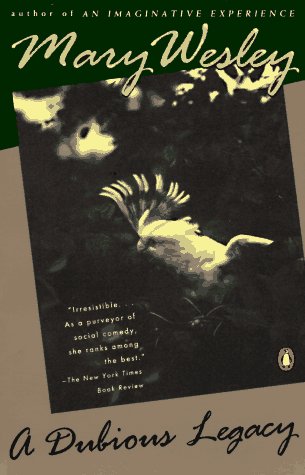 author of AN IMAGINATIVE EXPERIENCE
Mary Wesley
"Irresistible. . . .
As a purveyor of
social comedy,
she ranks among
the best."
—The New York Times
Book Review
A Dubious Legacy